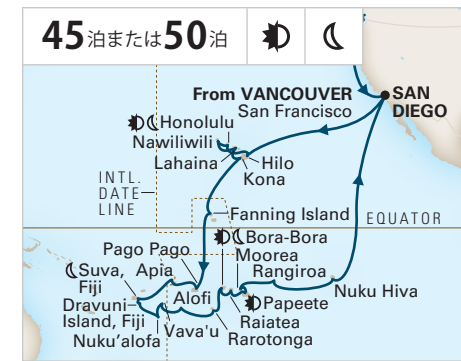 45泊または50泊
From VANCOUVER
San Francisco
SAN
DIEGO
Honolulu
Nawiliwili
Lahaina
Hilo
Kona
INTL.
DATE
LINE
Fanning Island
EQUATOR
Bora-Bora
Pago Pago
Moorea
Suva,
Fiji
Apia
Rangiroa
Dravuni
Island, Fiji
Alofi
Papeete
Nuku Hiva
Raiatea
Vava'u
Rarotonga
Nuku'alofa